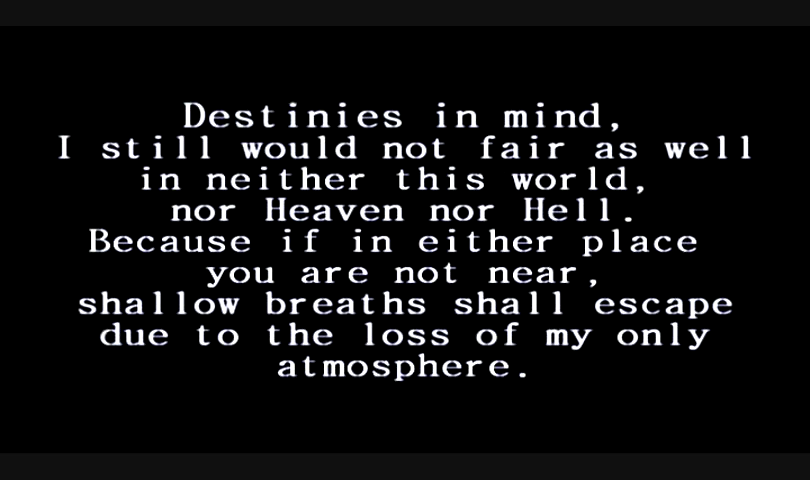 Destinies in mind,
I still would not fair as well
in neither this world,
nor Heaven nor Hell.
Because if in either place
you are not near,
shallow breaths shall escape
due to the loss of my only
atmosphere.